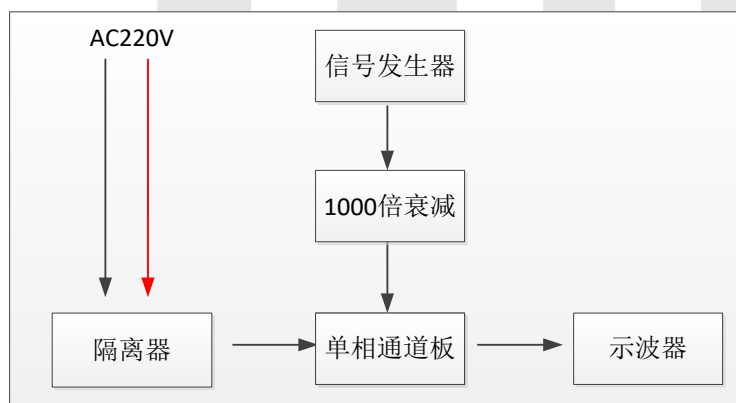 AC220V
信号发生器
1000倍衰减
隔离器
单相通道板
示波器